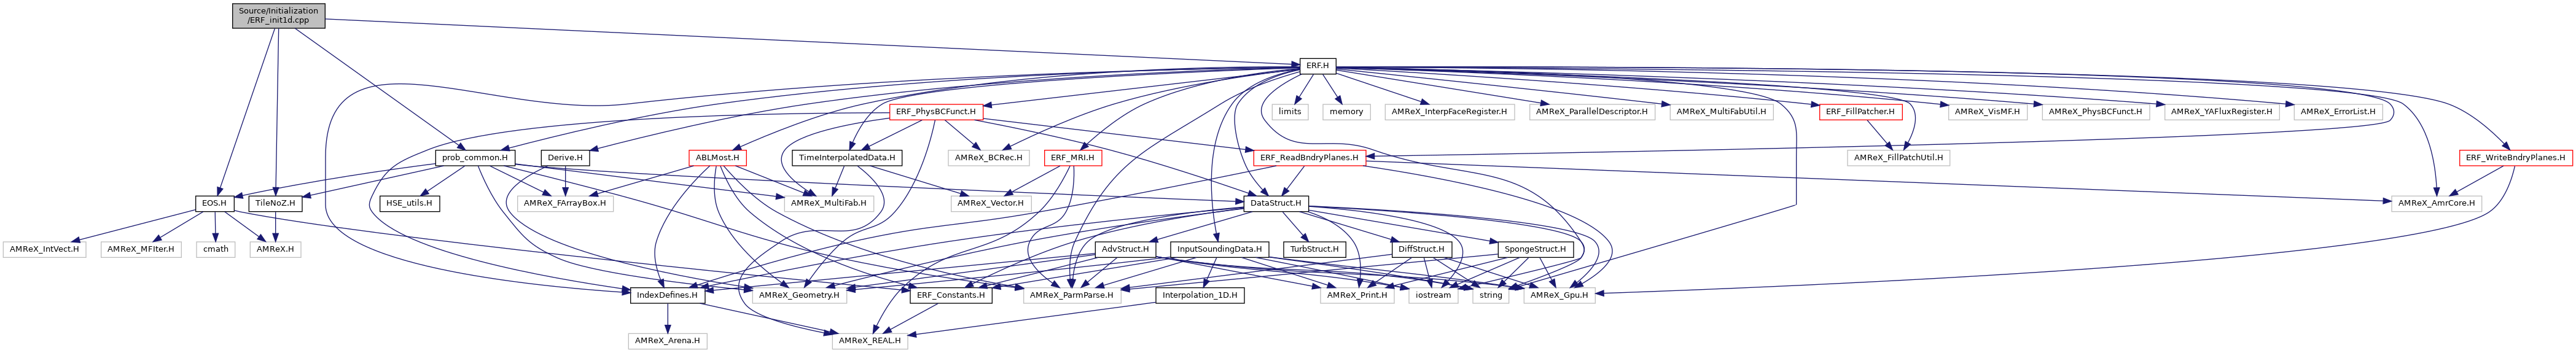 Source/Initialization
/ERF_init1d.cpp
ERF.H
ERF_PhysBCFunct.H
limits
memory
AMReX_InterpFaceRegister.H
AMReX_ParallelDescriptor.H
AMReX_MultiFabUtil.H
ERF_FillPatcher.H
AMReX_VisMF.H
AMReX_PhysBCFunct.H
AMReX_YAFluxRegister.H
AMReX_ErrorList.H
prob_common.H
Derive.H
ABLMost.H
TimeInterpolatedData.H
AMReX_BCRec.H
ERF_MRI.H
ERF_ReadBndryPlanes.H
AMReX_FillPatchUtil.H
ERF_WriteBndryPlanes.H
EOS.H
TileNoZ.H
HSE_utils.H
AMReX_FArrayBox.H
AMReX_MultiFab.H
AMReX_Vector.H
DataStruct.H
AMReX_AmrCore.H
AMReX_IntVect.H
AMReX_MFIter.H
cmath
AMReX.H
AdvStruct.H
InputSoundingData.H
TurbStruct.H
DiffStruct.H
SpongeStruct.H
IndexDefines.H
AMReX_Geometry.H
ERF_Constants.H
AMReX_ParmParse.H
Interpolation_1D.H
AMReX_Print.H
iostream
string
AMReX_Gpu.H
AMReX_Arena.H
AMReX_REAL.H